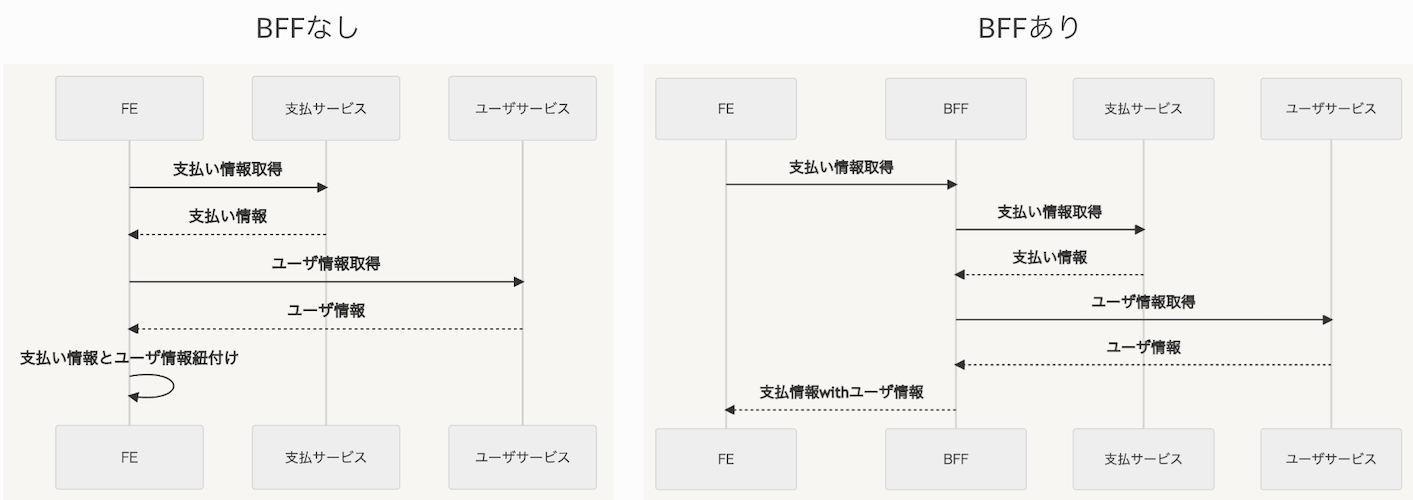 BFFなし
FE
支払サービス
ユーザサービス
支払い情報取得
支払い情報
ユーザ情報取得
ユーザ情報
支払い情報とユーザ情報紐付け
FE
支払サービス
ユーザサービス
BFFあり
FE
BFF
支払サービス
ユーザサービス
支払い情報取得
支払い情報取得
支払い情報
ユーザ情報取得
ユーザ情報
支払情報withユーザ情報
FE
BFF
支払サービス
ユーザサービス